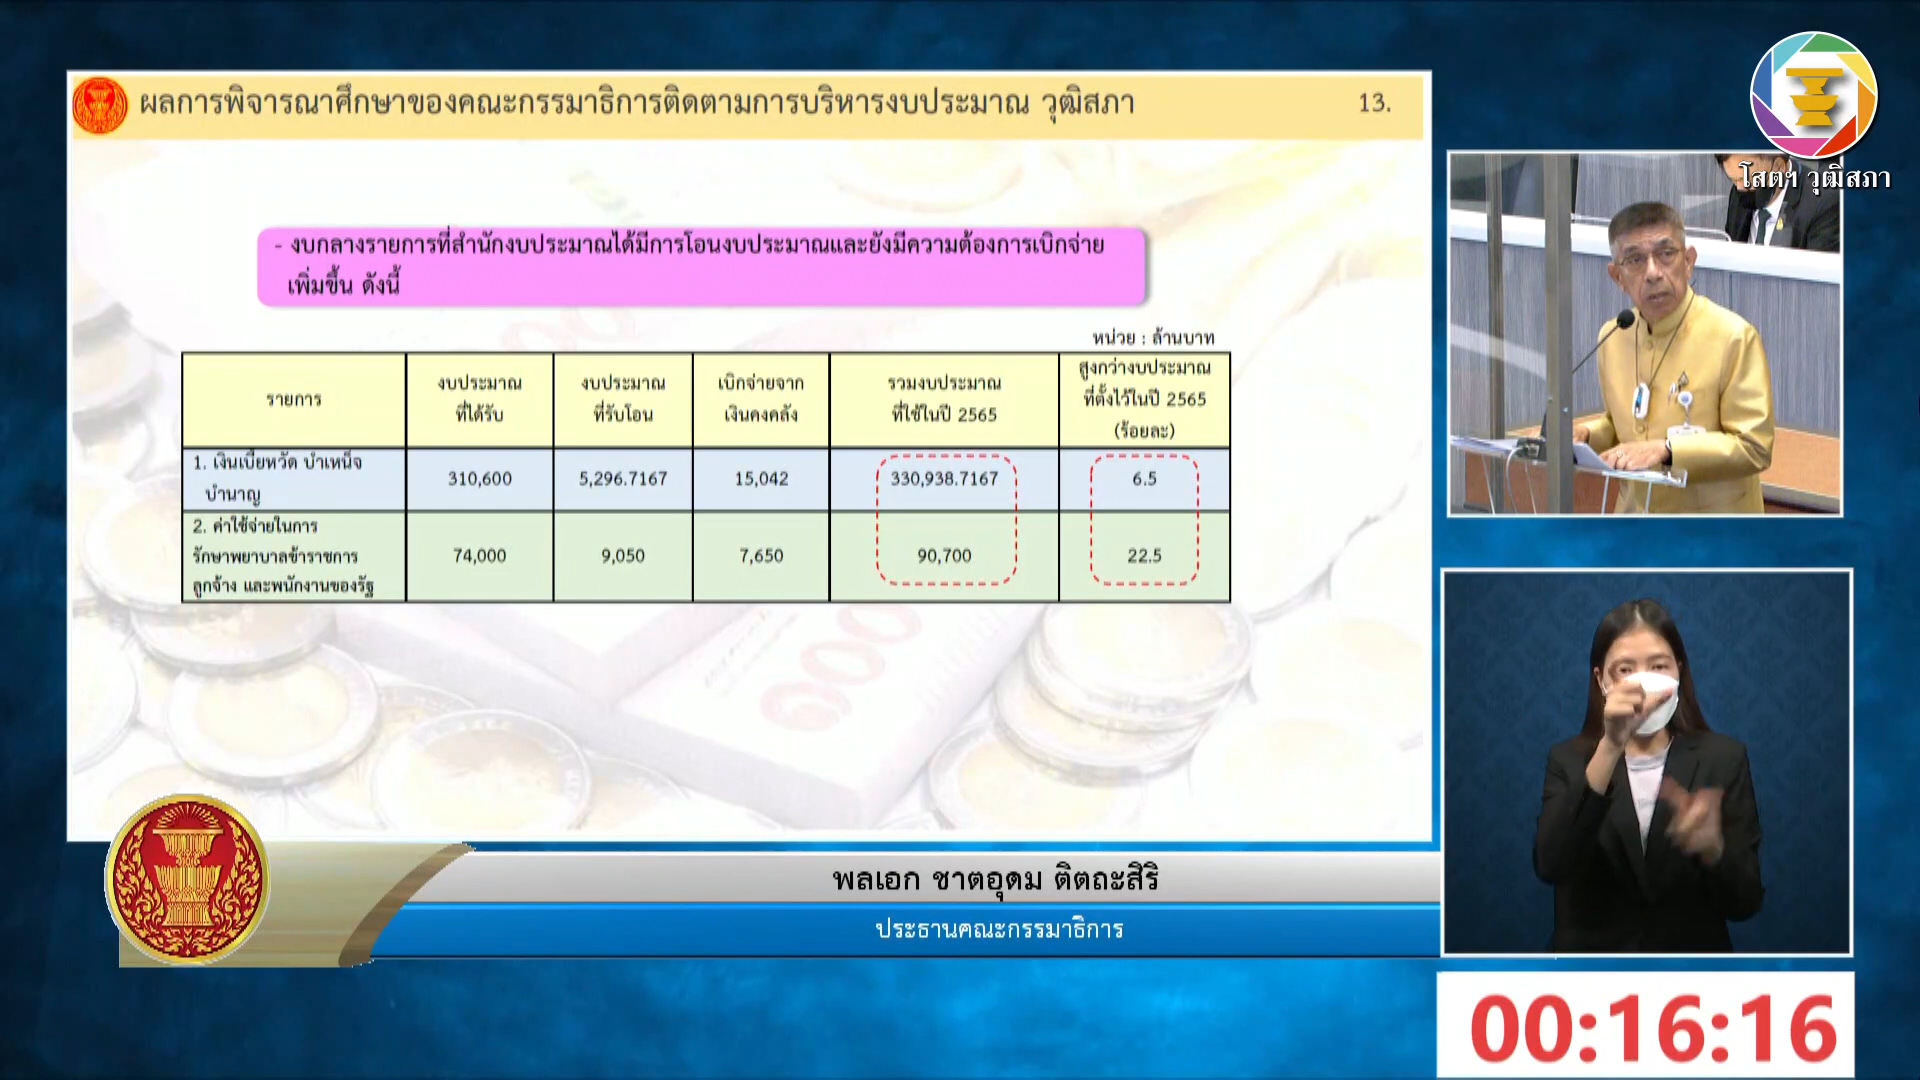 ผลการพิจารณาศึกษาของคณะกรรมาธิการติดตามการบริหารงบประมาณ วุฒิสภา
13.
โสตฯ วุฒิสภา
- งบกลางรายการที่สำนักงบประมาณได้มีการโอนงบประมาณและยังมีความต้องการเบิกจ่าย
เพิ่มขึ้น ดังนี้
หน่วย : ล้านบาท
รายการ
งบประมาณ
ที่ได้รับ
งบประมาณ
ที่รับโอน
เบิกจ่ายจาก
เงินคงคลัง
รวมงบประมาณ
ที่ใช้ในปี 2565
สูงกว่างบประมาณ
ที่ตั้งไว้ในปี 2565
(ร้อยละ)
1. เงินเบี้ยหวัด บำเหน็จ
บำนาญ
310,600
5,296.7167
15,042
330,938.7167
6.5
2. ค่าใช้จ่ายในการ
รักษาพยาบาลข้าราชการ
ลูกจ้าง และพนักงานของรัฐ
74,000
9,050
7,650
90,700
22.5
พลเอก ชาตอุดม ติตถะสิริ
ประธานคณะกรรมาธิการ
00:16:16